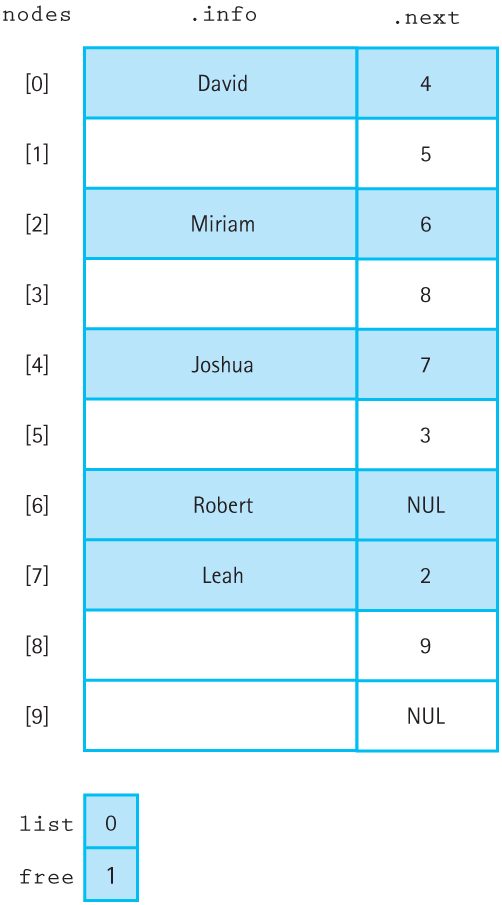 nodes .info .next
[0] David 4
[1] 5
[2] Miriam 6
[3] 8
[4] Joshua 7
[5] 3
[6] Robert NUL
[7] Leah 2
[8] 9
[9] NUL
list 0
free 1